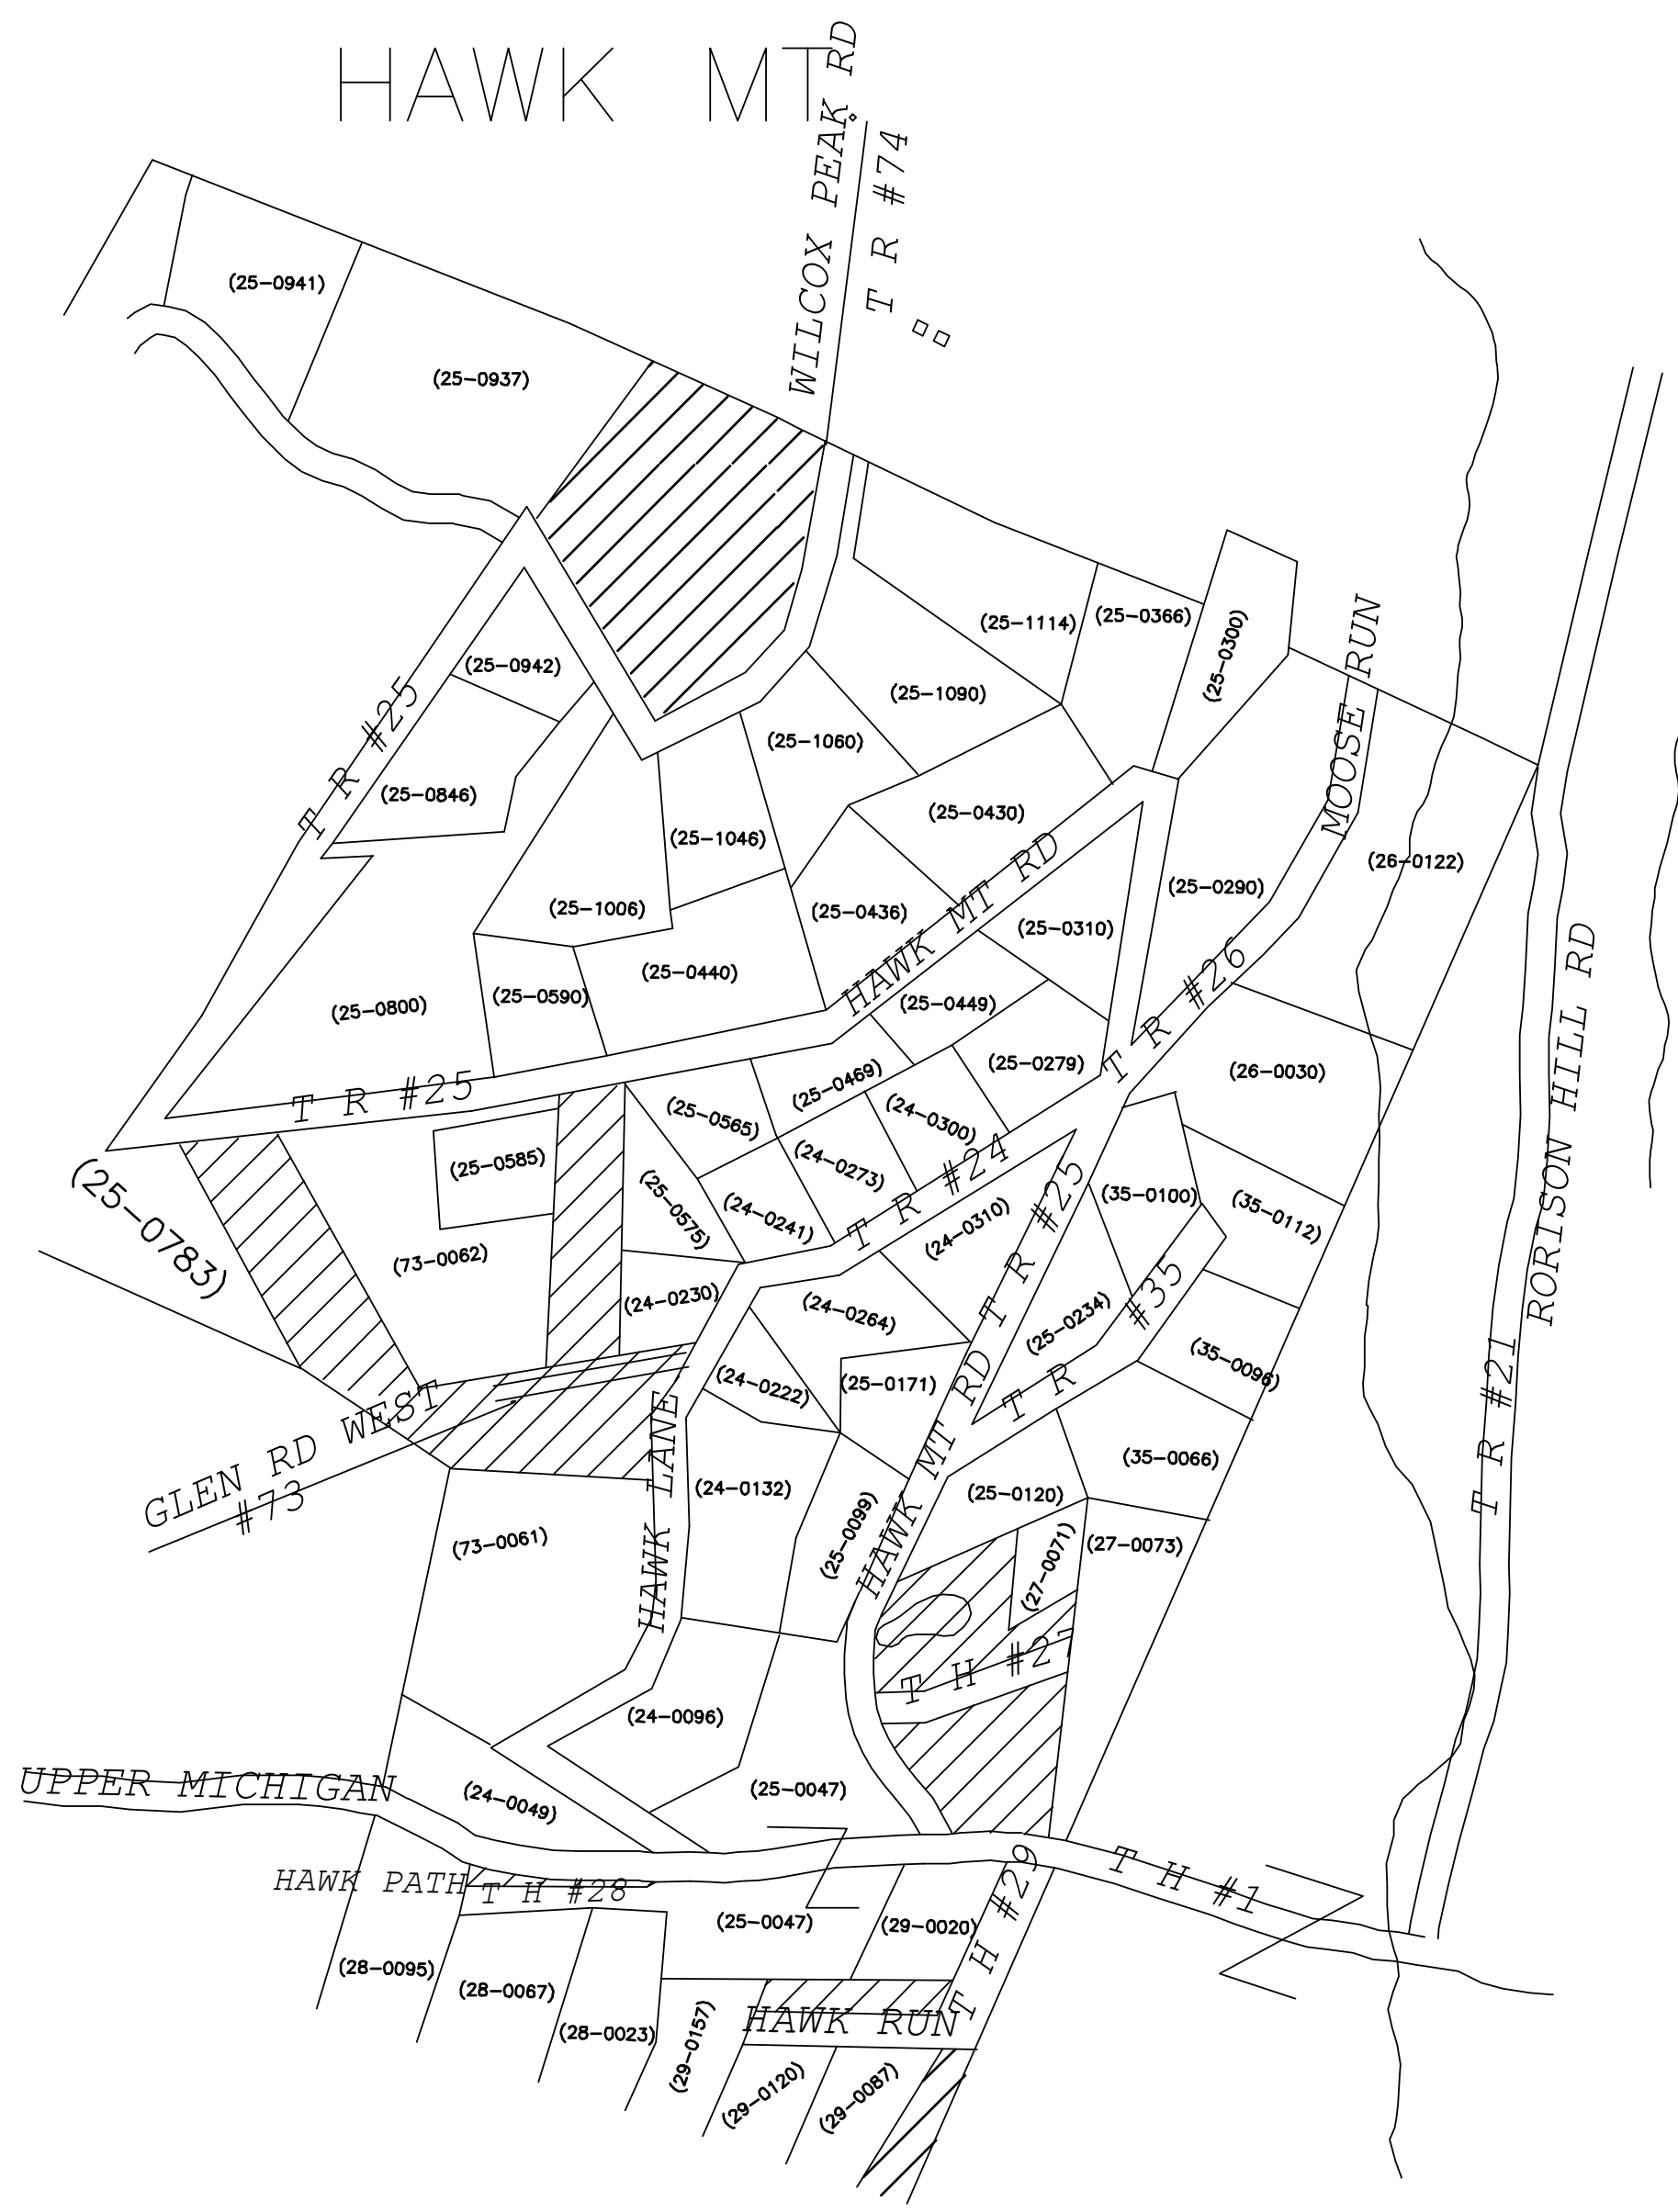 HAWK MT.
WILCOX PEAK RD
T R #74
(25-0941)
(25-0937)
(25-1114)
(25-0366)
(25-0300)
(25-0942)
(25-1090)
MOOSE RUN
T R #25
(25-1060)
(25-0846)
(25-0430)
(25-1046)
(26-0122)
(25-0290)
(25-1006)
(25-0436)
HAWK MT RD
(25-0310)
(25-0440)
T R #26
(25-0590)
(25-0800)
(25-0449)
(25-0279)
(26-0030)
T R #25
(25-0469)
(25-0565)
(24-0300)
RORISON HILL RD
(25-0783)
(25-0585)
(24-0273)
T R #24
(35-0100)
(35-0112)
(25-0575)
(24-0241)
(24-0310)
T R #25
(73-0062)
(24-0230)
(24-0264)
(25-0234)
T R #35
(35-0096)
(24-0222)
(25-0171)
HAWK MT RD
T R #21
GLEN RD WEST
#73
HAWK LANE
(24-0132)
(35-0066)
(25-0120)
(25-0099)
(73-0061)
(27-0071)
(27-0073)
T H #27
(24-0096)
UPPER MICHIGAN
(24-0049)
(25-0047)
HAWK PATH
T H #28
T H #1
(25-0047)
(29-0020)
T H #29
(28-0095)
(28-0067)
(28-0023)
(29-0157)
HAWK RUN
(29-0120)
(29-0087)